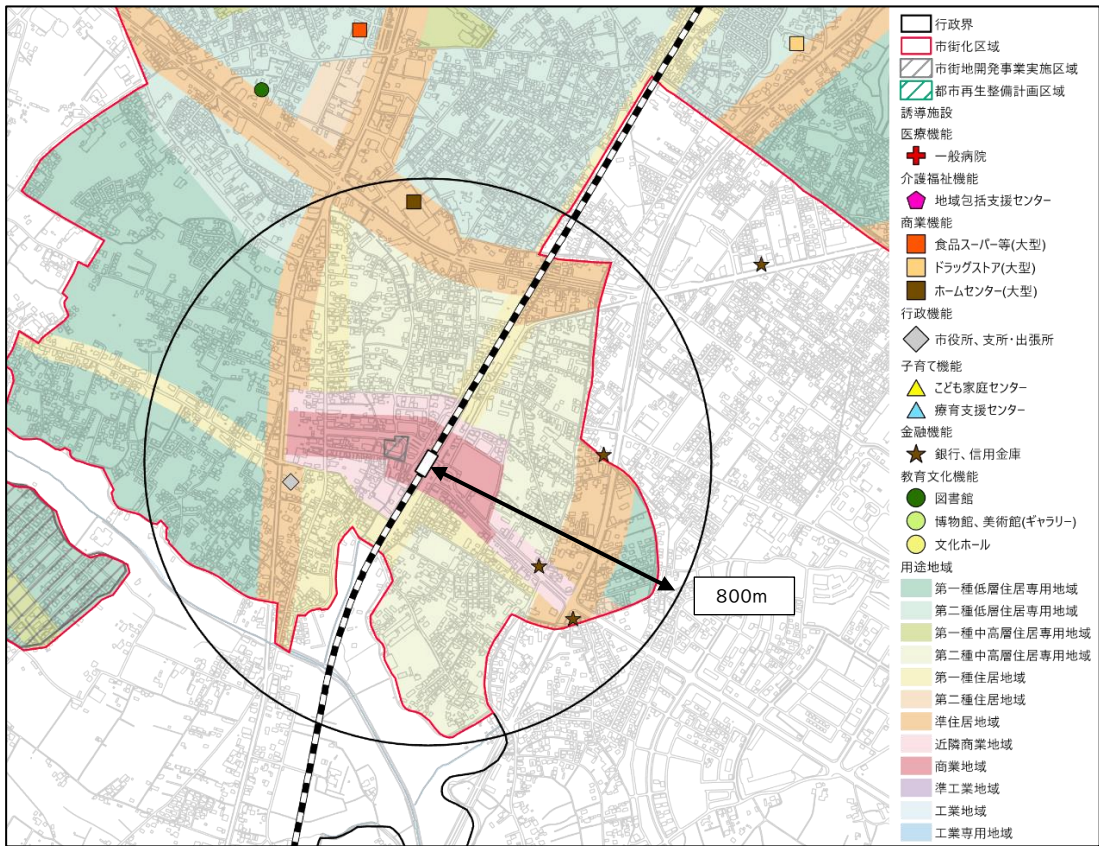 行政界
市街化区域
市街地開発事業実施区域
都市再生整備計画区域
誘導施設
医療機能
一般病院
介護福祉機能
地域包括支援センター
商業機能
食品スーパー等(大型)
ドラッグストア(大型)
ホームセンター(大型)
行政機能
市役所、支所・出張所
子育て機能
こども家庭センター
療育支援センター
金融機能
銀行、信用金庫
教育文化機能
図書館
博物館、美術館(ギャラリー)
文化ホール
用途地域
第一種低層住居専用地域
第二種低層住居専用地域
第一種中高層住居専用地域
第二種中高層住居専用地域
第一種住居地域
第二種住居地域
準住居地域
近隣商業地域
商業地域
準工業地域
工業地域
工業専用地域
800m